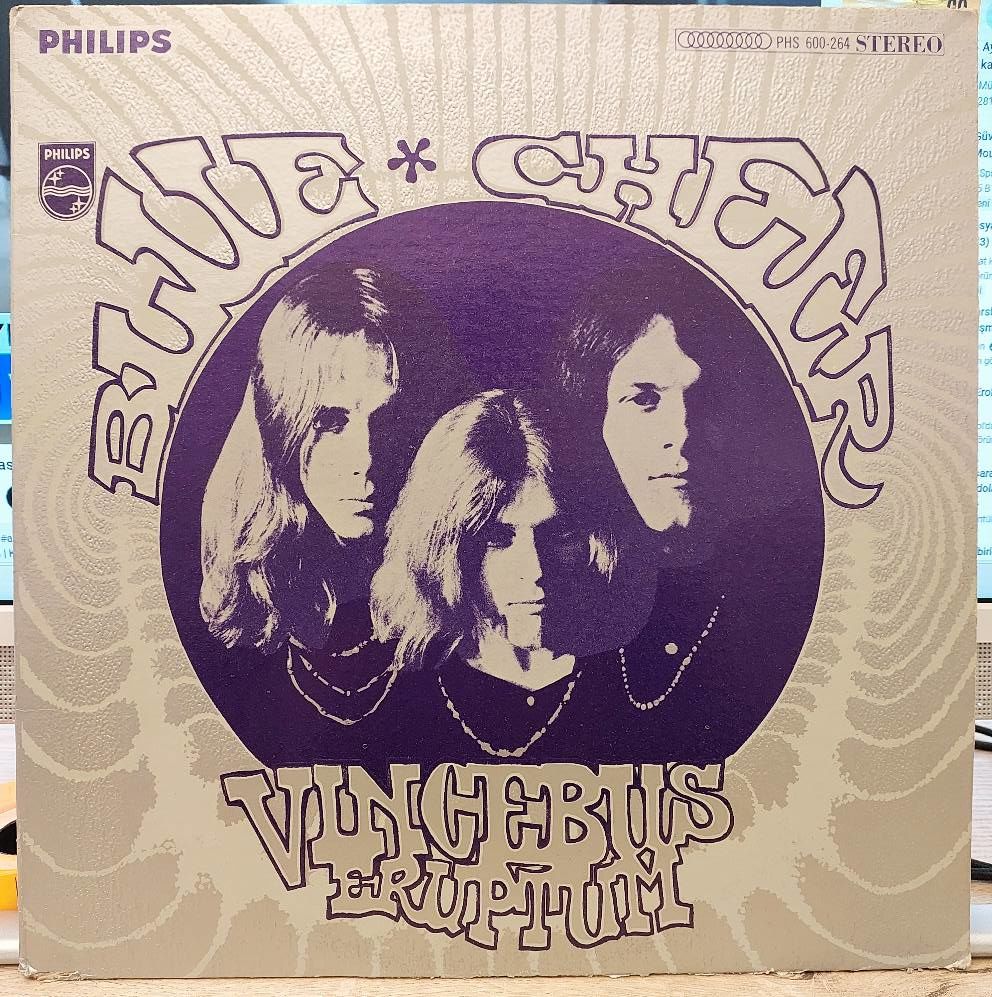 PHILIPS
PHS 600-264 STEREO
PHILIPS
BLUE * CHEER
VINCEBUS
ERUPTUM